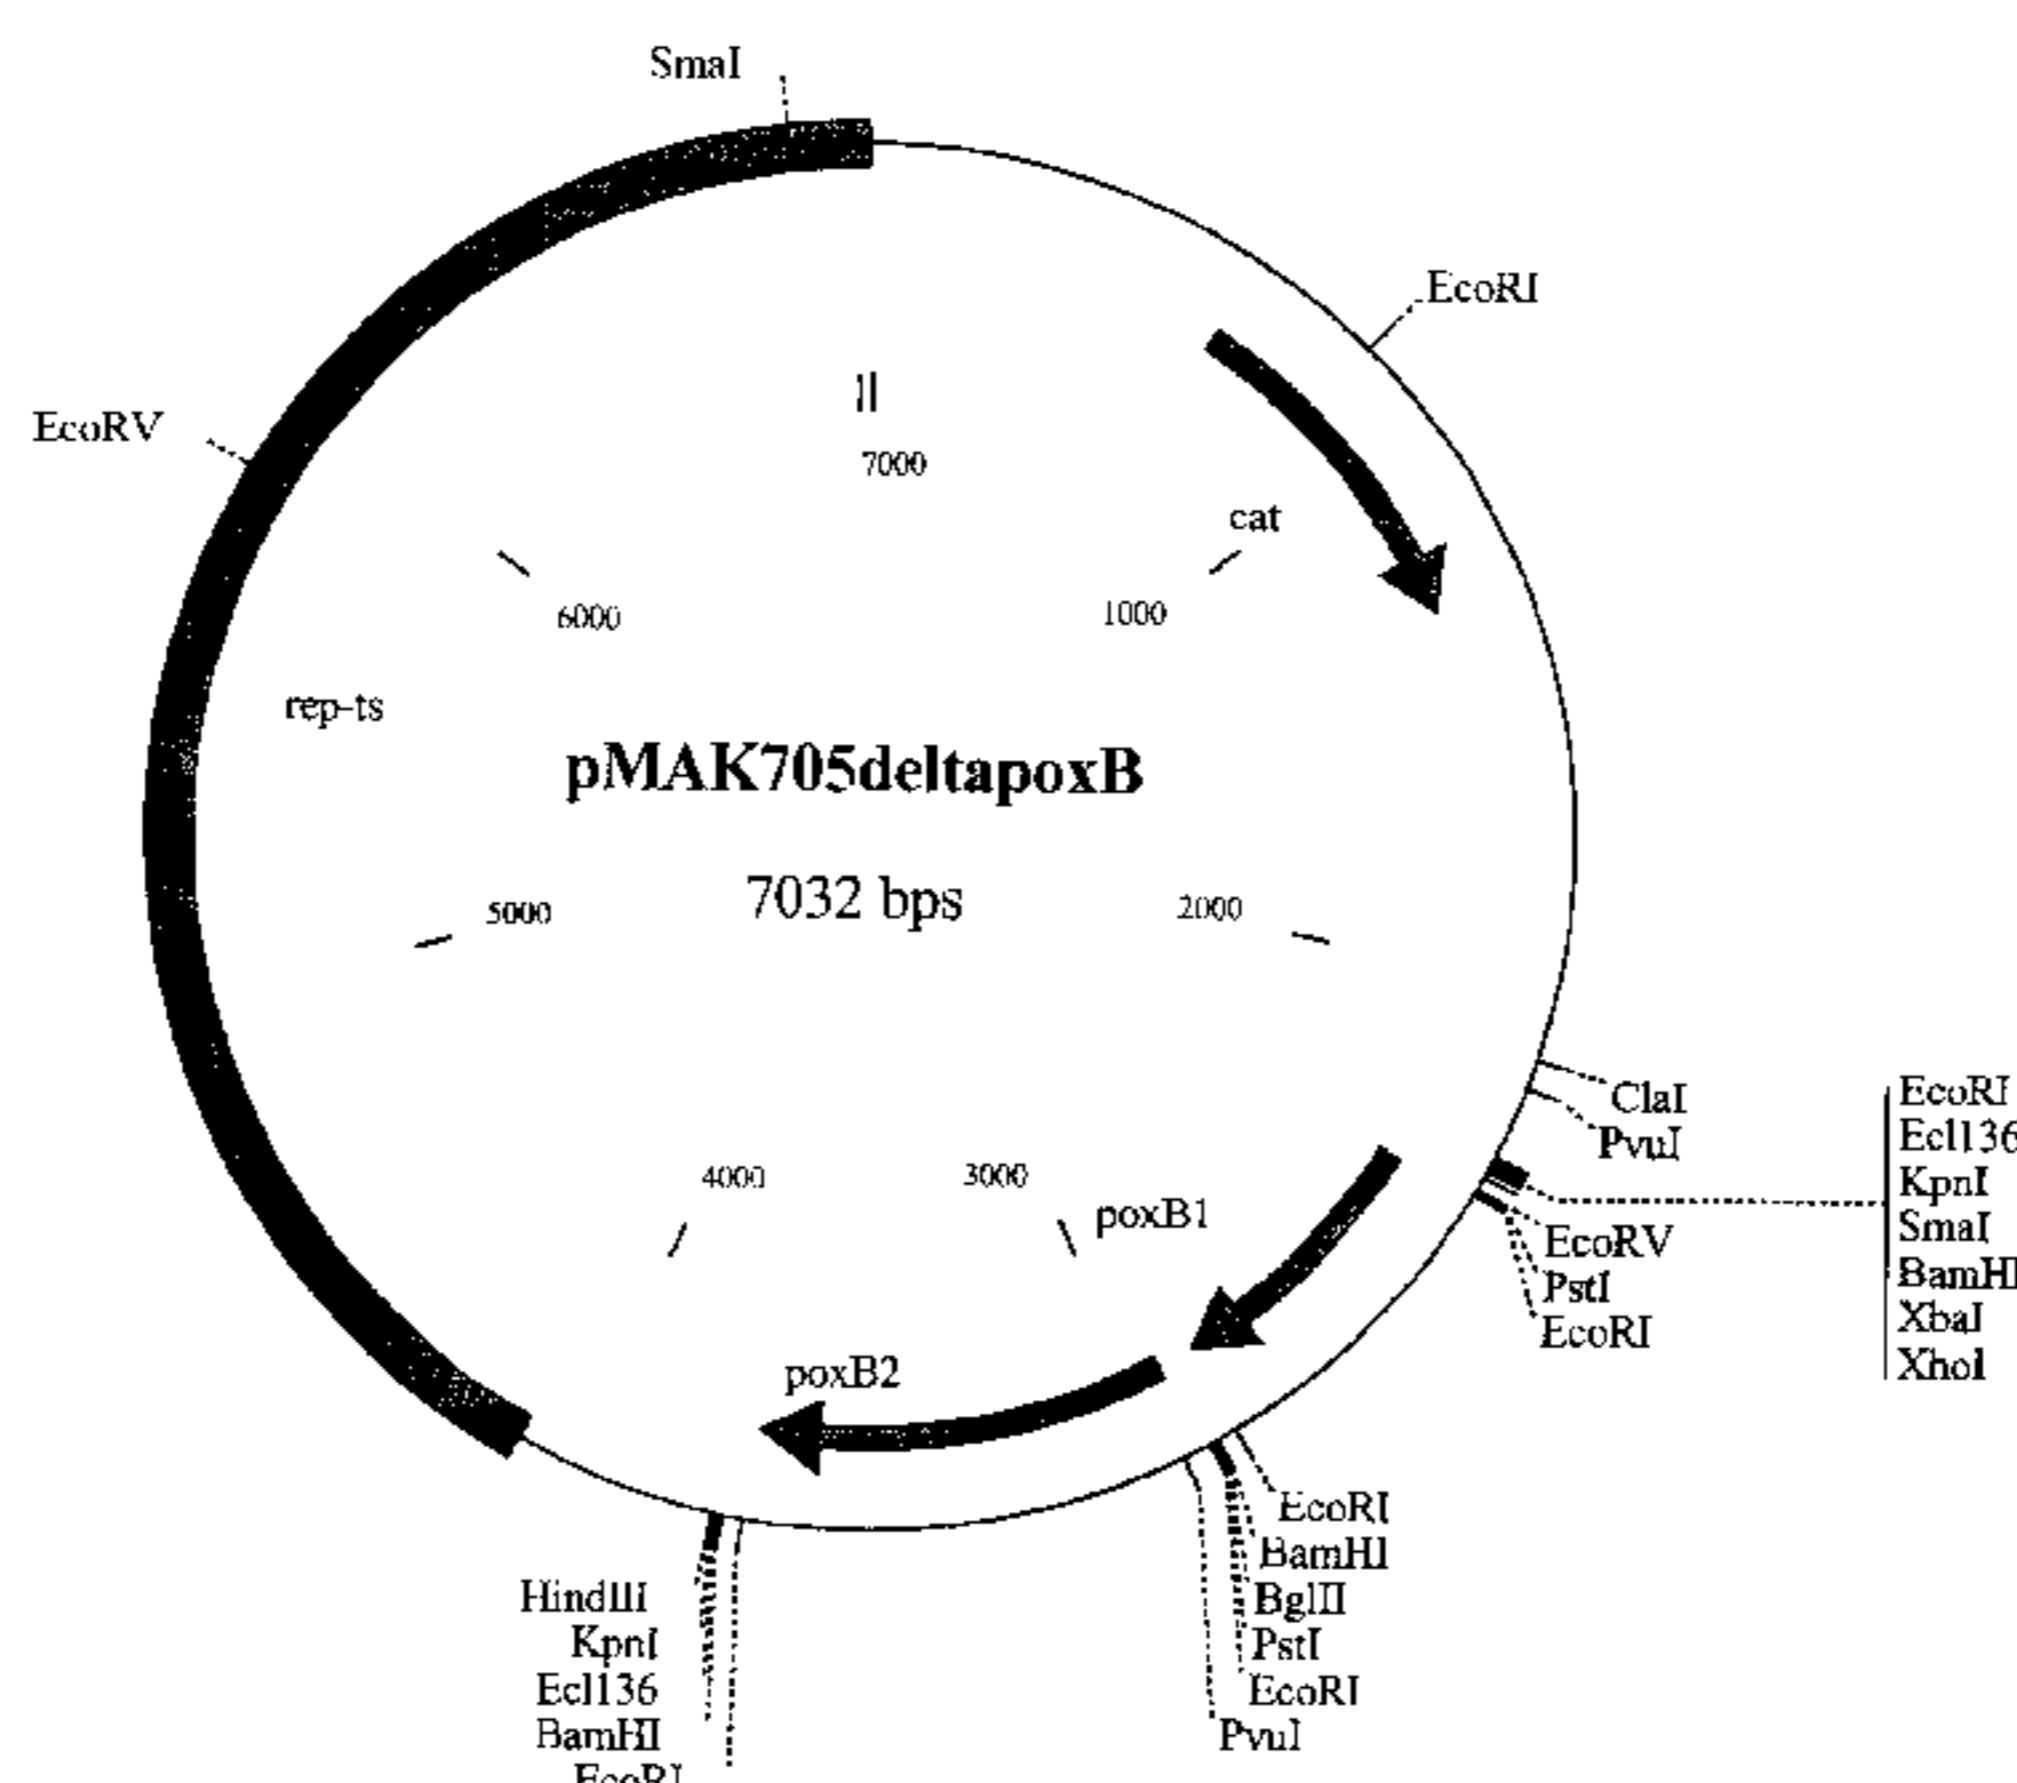 SmaI
EcoRI
EcoRV
7000
cat
6000
1000
rep-ts
pMAK705deltapoxB
7032 bps
5000
2000
ClaI
PvuI
EcoRI
Ecl136
KpnI
SmaI
BamHI
XbaI
XhoI
EcoRV
PstI
EcoRI
4000
3000
poxB1
poxB2
EcoRI
BamHI
BglII
PstI
EcoRI
PvuI
HindIII
KpnI
Ecl136
BamHI
EcoRI